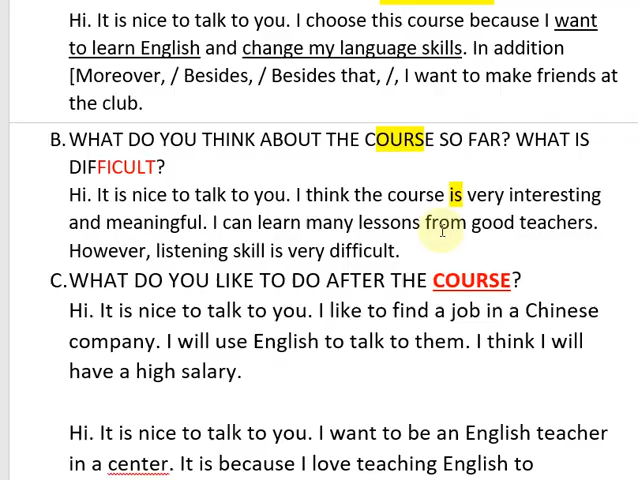 Hi. It is nice to talk to you. I choose this course because I want
to learn English and change my language skills. In addition
[Moreover, / Besides, / Besides that, /, I want to make friends at
the club.
B. WHAT DO YOU THINK ABOUT THE COURSE SO FAR? WHAT IS
DIFFICULT?
Hi. It is nice to talk to you. I think the course is very interesting
and meaningful. I can learn many lessons from good teachers.
However, listening skill is very difficult.
C. WHAT DO YOU LIKE TO DO AFTER THE COURSE?
Hi. It is nice to talk to you. I like to find a job in a Chinese
company. I will use English to talk to them. I think I will
have a high salary.
Hi. It is nice to talk to you. I want to be an English teacher
in a center. It is because I love teaching English to